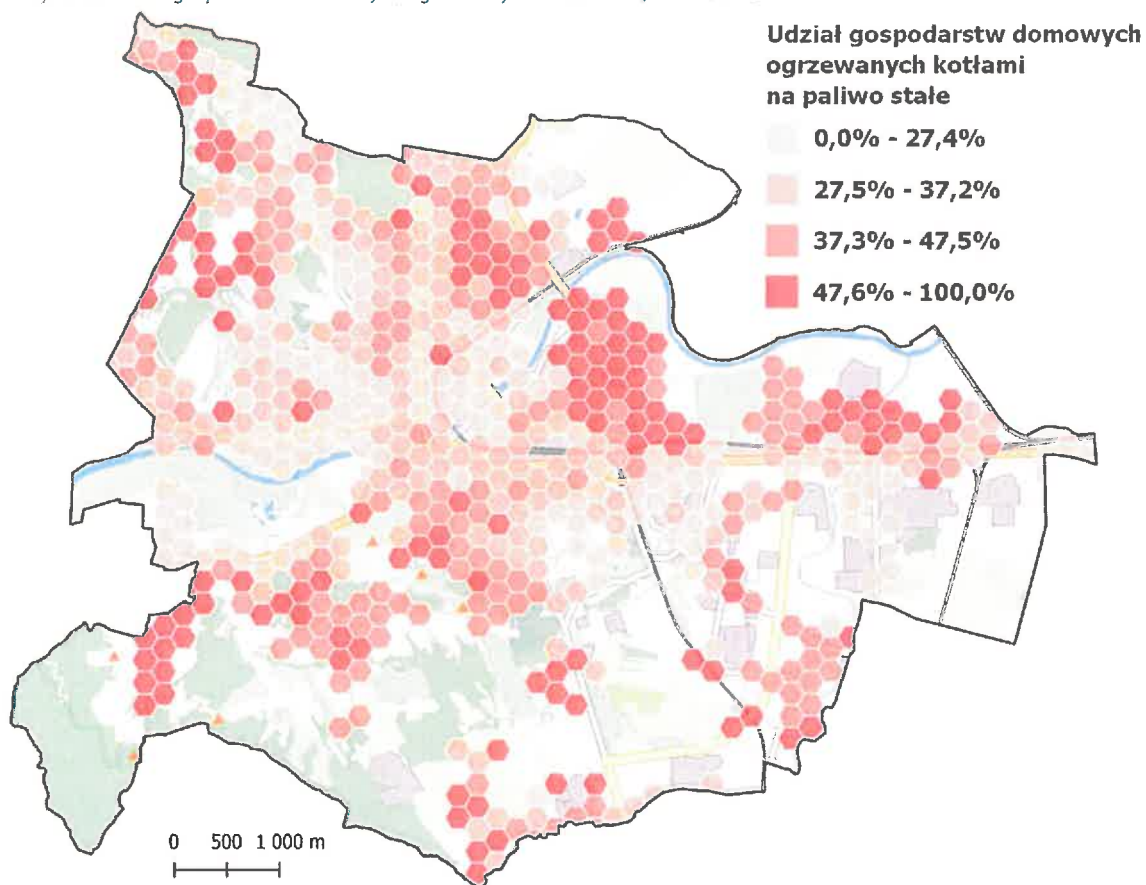 Udział gospodarstw domowych
ogrzewanych kotłami
na paliwo stałe
0,0% - 27,4%
27,5% - 37,2%
37,3% - 47,5%
47,6% - 100,0%
0 500 1 000 m